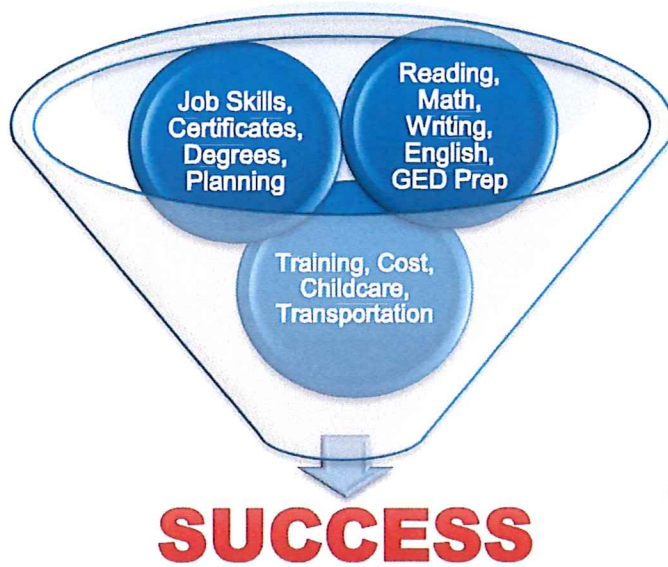 Job Skills,
Certificates,
Degrees,
Planning
Reading,
Math,
Writing,
English,
GED Prep
Training, Cost,
Childcare,
Transportation
SUCCESS